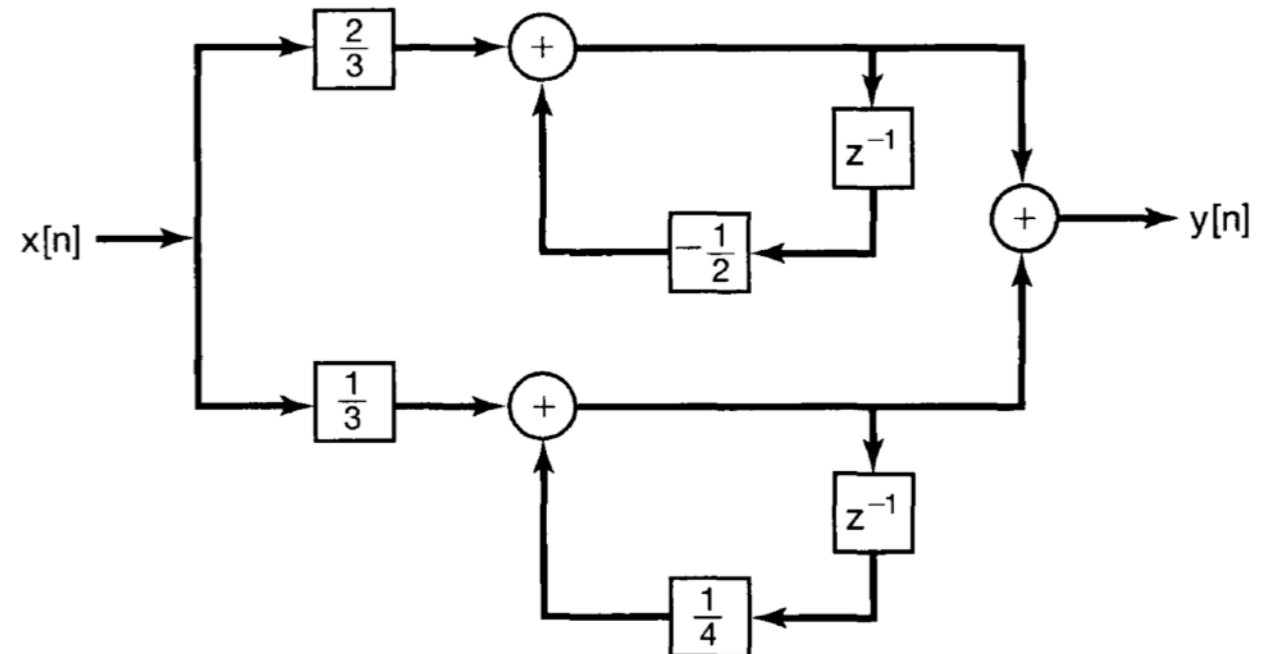 2/3
+
z⁻¹
x[n]
-1/2
+
y[n]
1/3
+
z⁻¹
1/4